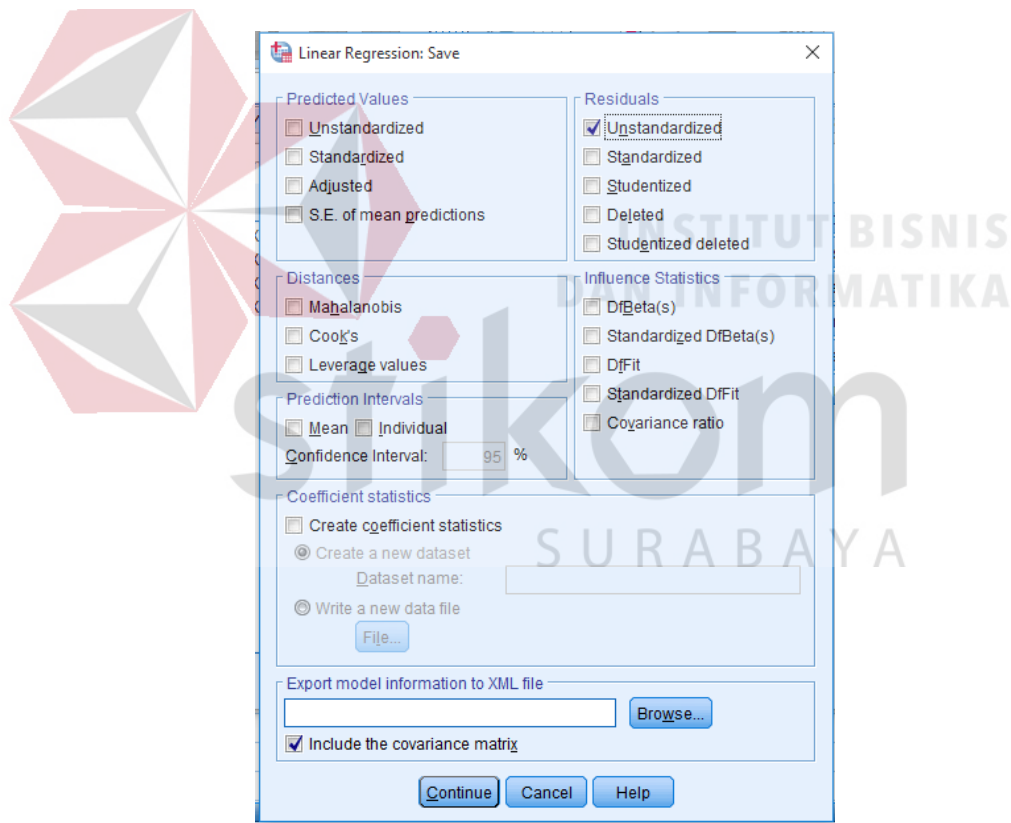 Linear Regression: Save
Predicted Values
Unstandardized
Standardized
Adjusted
S.E. of mean predictions
Residuals
Unstandardized
Standardized
Studentized
Deleted
Studentized deleted
Distances
Mahalanobis
Cook's
Leverage values
Influence Statistics
DfBeta(s)
Standardized DfBeta(s)
DfFit
Standardized DfFit
Covariance ratio
Prediction Intervals
Mean Individual
Confidence Interval: 95 %
Coefficient statistics
Create coefficient statistics
Create a new dataset
Dataset name:
Write a new data file
File...
Export model information to XML file
Browse...
Include the covariance matrix
Continue Cancel Help
INSTITUT BISNIS
DAN INFORMATIKA
stikom
SURABAYA